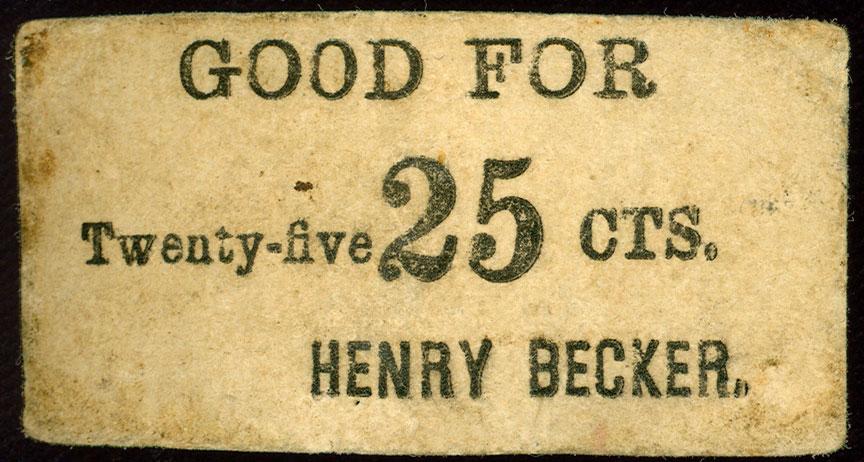 GOOD FOR
Twenty-five 25 CTS.
HENRY BECKER.